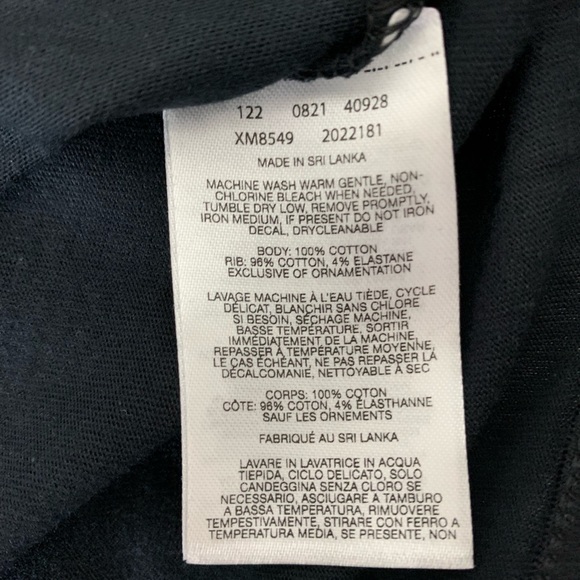 122 0821 40928
XM8549 2022181
MADE IN SRI LANKA
MACHINE WASH WARM GENTLE, NON-
CHLORINE BLEACH WHEN NEEDED,
TUMBLE DRY LOW, REMOVE PROMPTLY,
IRON MEDIUM, IF PRESENT DO NOT IRON
DECAL, DRYCLEANABLE
BODY: 100% COTTON
RIB: 96% COTTON, 4% ELASTANE
EXCLUSIVE OF ORNAMENTATION
LAVAGE MACHINE À L'EAU TIÈDE, CYCLE
DÉLICAT, BLANCHIR SANS CHLORE
SI BESOIN, SÉCHAGE MACHINE,
BASSE TEMPÉRATURE, SORTIR
IMMÉDIATEMENT DE LA MACHINE,
REPASSER À TEMPÉRATURE MOYENNE,
LE CAS ÉCHÉANT, NE PAS REPASSER LA
DÉCALCOMANIE, NETTOYABLE À SEC
CORPS: 100% COTON
CÔTE: 96% COTON, 4% ÉLASTHANNE
SAUF LES ORNEMENTS
FABRIQUÉ AU SRI LANKA
LAVARE IN LAVATRICE IN ACQUA
TIEPIDA, CICLO DELICATO, SOLO
CANDEGGINA SENZA CLORO SE
NECESSARIO, ASCIUGARE A TAMBURO
A BASSA TEMPERATURA, RIMUOVERE
TEMPESTIVAMENTE, STIRARE CON FERRO A
TEMPERATURA MEDIA, SE PRESENTE, NON